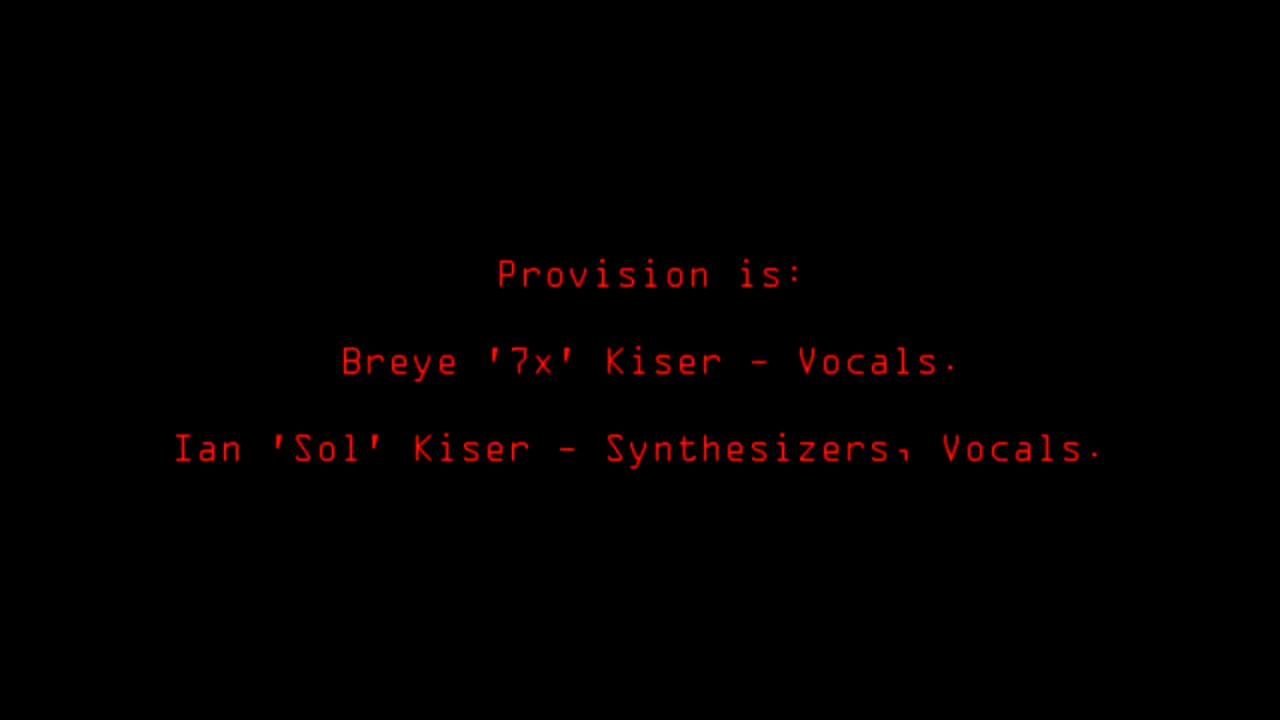 Provision is:
Breye '7x' Kiser - Vocals.
Ian 'Sol' Kiser - Synthesizers, Vocals.